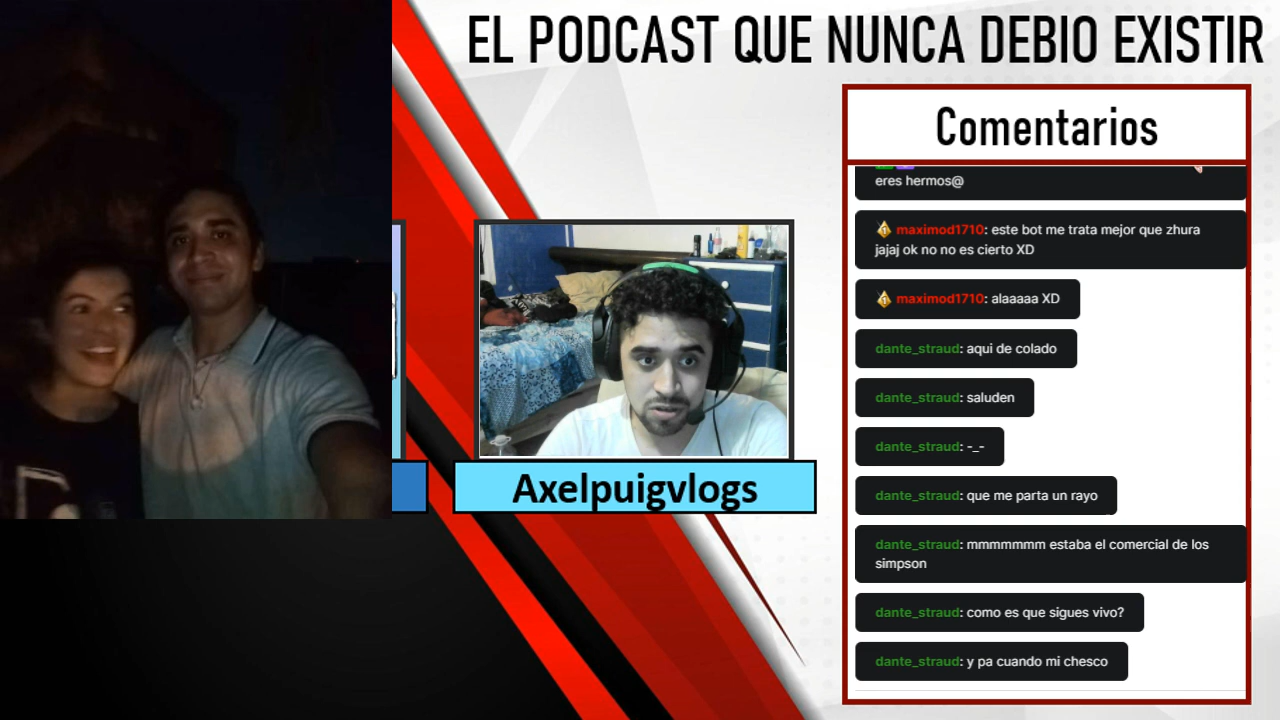 EL PODCAST QUE NUNCA DEBIO EXISTIR
Comentarios
eres hermos@
maximod1710: este bot me trata mejor que zhura
jajaj ok no no es cierto XD
maximod1710: alaaaaa XD
dante_straud: aqui de colado
dante_straud: saluden
dante_straud: -_-
dante_straud: que me parta un rayo
dante_straud: mmmmmmm estaba el comercial de los
simpson
dante_straud: como es que sigues vivo?
dante_straud: y pa cuando mi chesco
Axelpuigvlogs